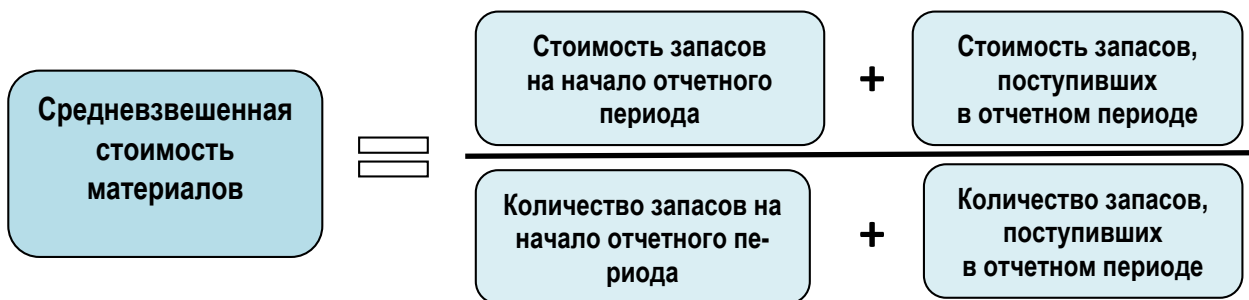 Средневзвешенная
стоимость
материалов
Стоимость запасов
на начало отчетного
периода
+
Стоимость запасов,
поступивших
в отчетном периоде
Количество запасов на
начало отчетного пе-
риода
+
Количество запасов,
поступивших
в отчетном периоде